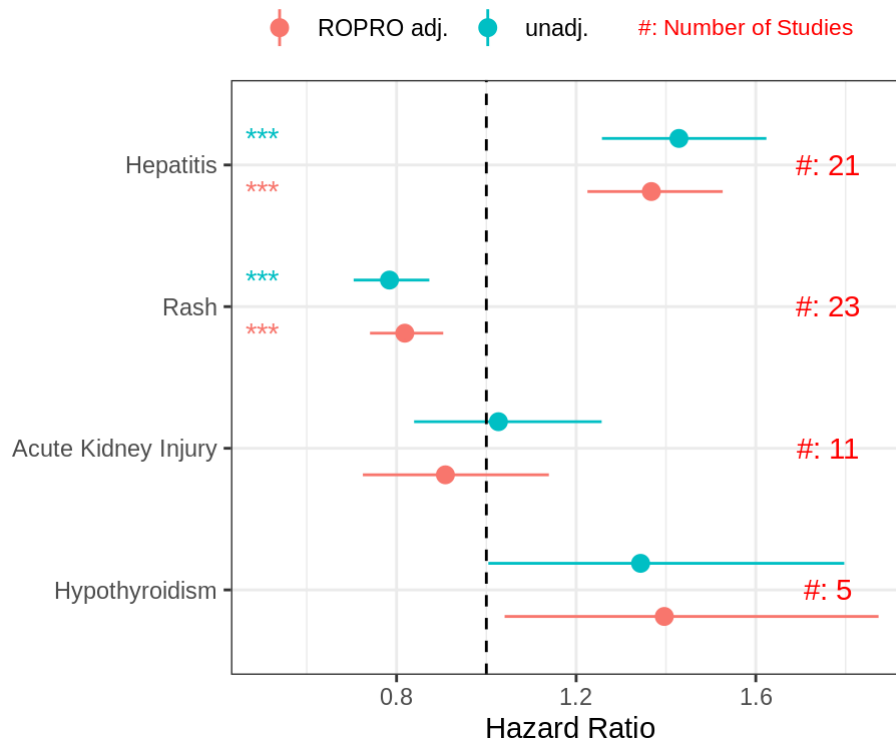 ROPRO adj. unadj. #: Number of Studies
***
Hepatitis #: 21
***
***
Rash #: 23
***
Acute Kidney Injury #: 11
Hypothyroidism #: 5
0.8 1.2 1.6
Hazard Ratio